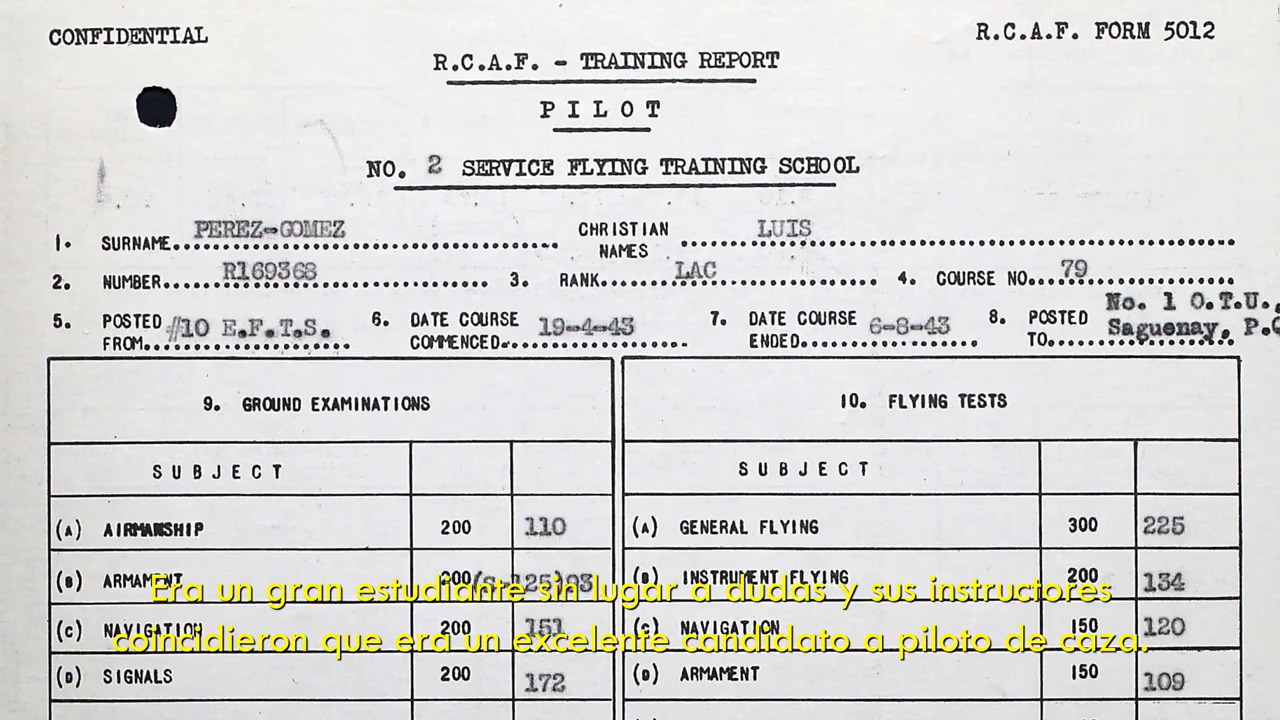 CONFIDENTIAL
R.C.A.F. FORM 5012
R.C.A.F. - TRAINING REPORT
PILOT
NO. 2 SERVICE FLYING TRAINING SCHOOL
1. SURNAME PEREZ-GOMEZ CHRISTIAN NAMES LUIS
2. NUMBER R169368 3. RANK LAC 4. COURSE NO. 79
5. POSTED FROM #10 E.F.T.S. 6. DATE COURSE COMMENCED 19-4-43 7. DATE COURSE ENDED 6-8-43 8. POSTED TO No. 1 O.T.U. Saguenay, P.Q
9. GROUND EXAMINATIONS
10. FLYING TESTS
SUBJECT
SUBJECT
(A) AIRMANSHIP 200 110
(A) GENERAL FLYING 300 225
(B) ARMAMENT
(B) INSTRUMENT FLYING 200 134
(C) NAVIGATION 200 151
(C) NAVIGATION 150 120
(D) SIGNALS 200 172
(D) ARMAMENT 150 109
Era un gran estudiante sin lugar a dudas y sus instructores
coincidieron que era un excelente candidato a piloto de caza.